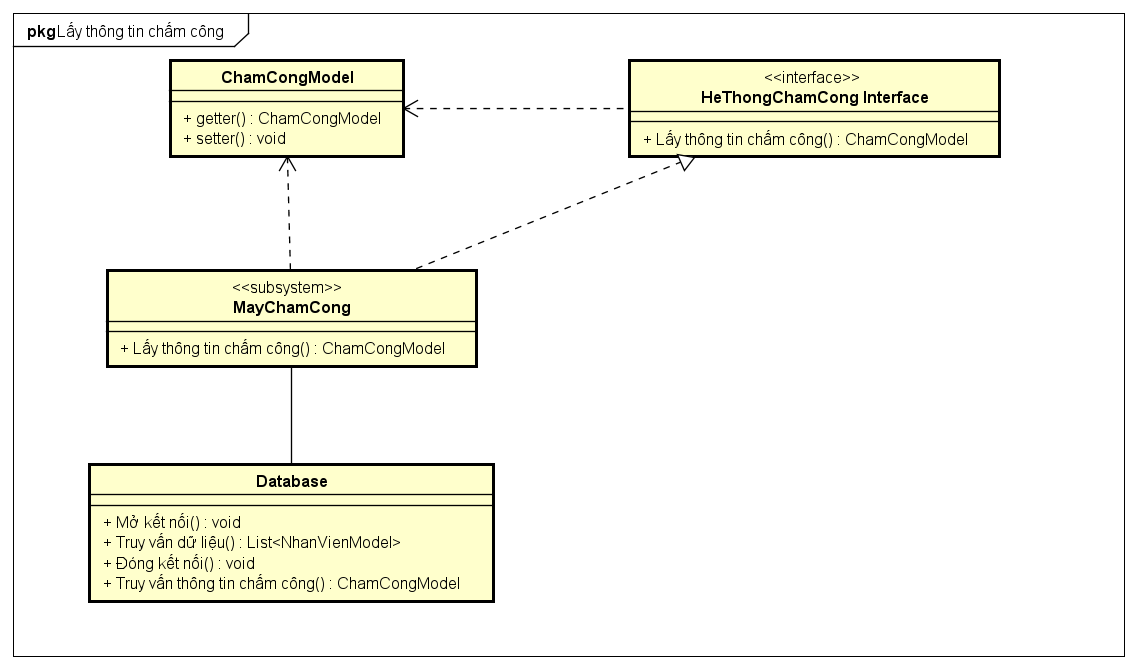 pkg Lấy thông tin chấm công
ChamCongModel
+ getter() : ChamCongModel
+ setter() : void
<<interface>>
HeThongChamCong Interface
+ Lấy thông tin chấm công() : ChamCongModel
<<subsystem>>
MayChamCong
+ Lấy thông tin chấm công() : ChamCongModel
Database
+ Mở kết nối() : void
+ Truy vấn dữ liệu() : List<NhanVienModel>
+ Đóng kết nối() : void
+ Truy vấn thông tin chấm công() : ChamCongModel